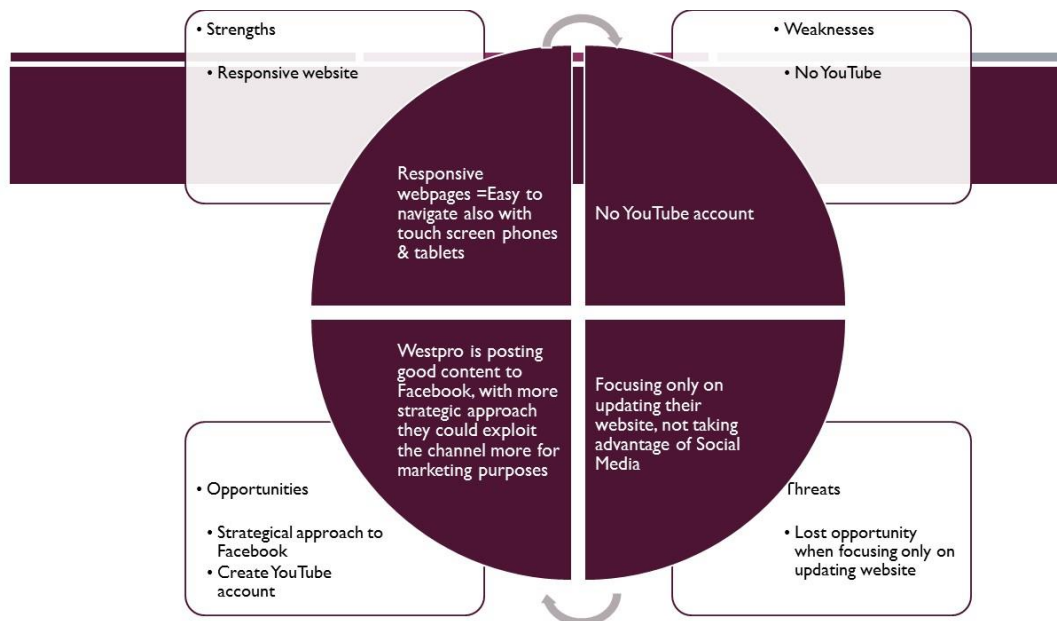 • Strengths
• Responsive website
• Weaknesses
• No YouTube
Responsive
webpages =Easy to
navigate also with
touch screen phones
& tablets
No YouTube account
Westpro is posting
good content to
Facebook, with more
strategic approach
they could exploit
the channel more for
marketing purposes
Focusing only on
updating their
website, not taking
advantage of Social
Media
• Opportunities
• Strategical approach to
Facebook
• Create YouTube
account
Threats
• Lost opportunity
when focusing only on
updating website